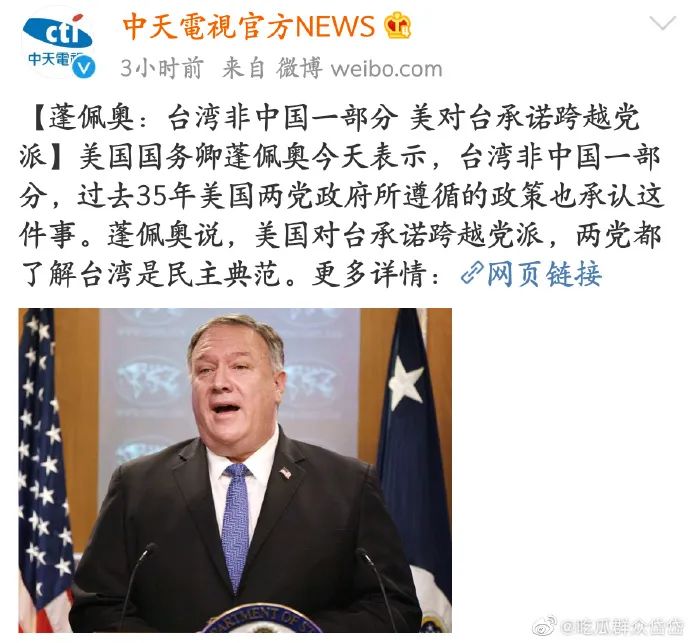 cti
中天電視
中天電視官方NEWS
3小时前 来自 微博 weibo.com
【蓬佩奥：台湾非中国一部分 美对台承诺跨越党
派】美国国务卿蓬佩奥今天表示，台湾非中国一部
分，过去35年美国两党政府所遵循的政策也承认这
件事。蓬佩奥说，美国对台承诺跨越党派，两党都
了解台湾是民主典范。更多详情： 网页链接
@吃瓜群众岱岱